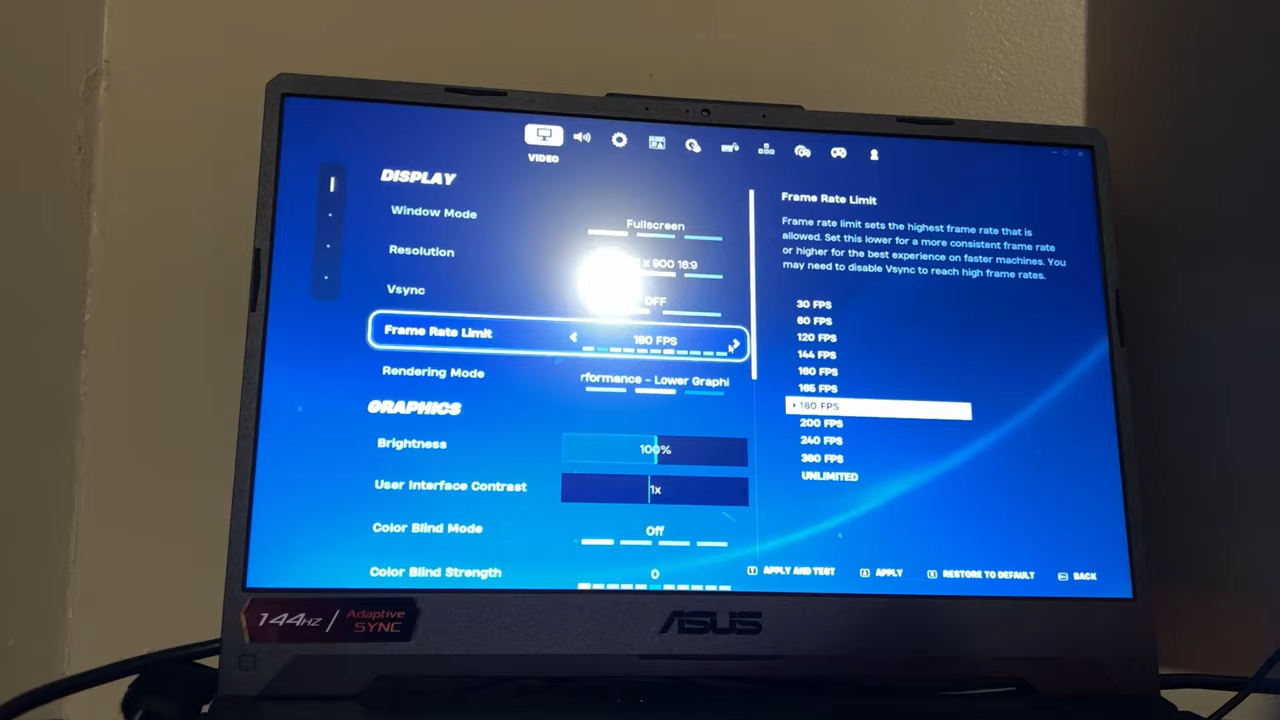 VIDEO
DISPLAY
Window Mode
Fullscreen
Resolution
x 900 16:9
Vsync
OFF
Frame Rate Limit
180 FPS
Rendering Mode
rformance - Lower Graphi
GRAPHICS
Brightness
100%
User Interface Contrast
1x
Color Blind Mode
Off
Color Blind Strength
0
Frame Rate Limit
Frame rate limit sets the highest frame rate that is
allowed. Set this lower for a more consistent frame rate
or higher for the best experience on faster machines. You
may need to disable Vsync to reach high frame rates.
30 FPS
60 FPS
120 FPS
144 FPS
160 FPS
165 FPS
180 FPS
200 FPS
240 FPS
360 FPS
UNLIMITED
APPLY AND TEST
APPLY
RESTORE TO DEFAULT
BACK
144HZ / Adaptive
SYNC
ASUS